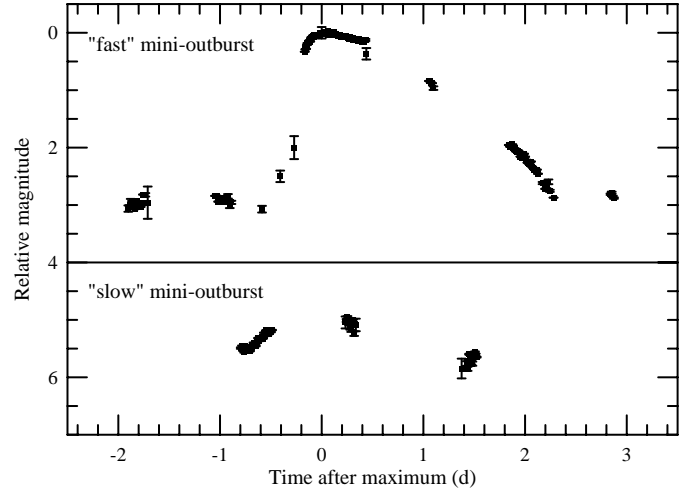 0
"fast" mini-outburst
2
Relative magnitude
4
"slow" mini-outburst
6
-2 -1 0 1 2 3
Time after maximum (d)